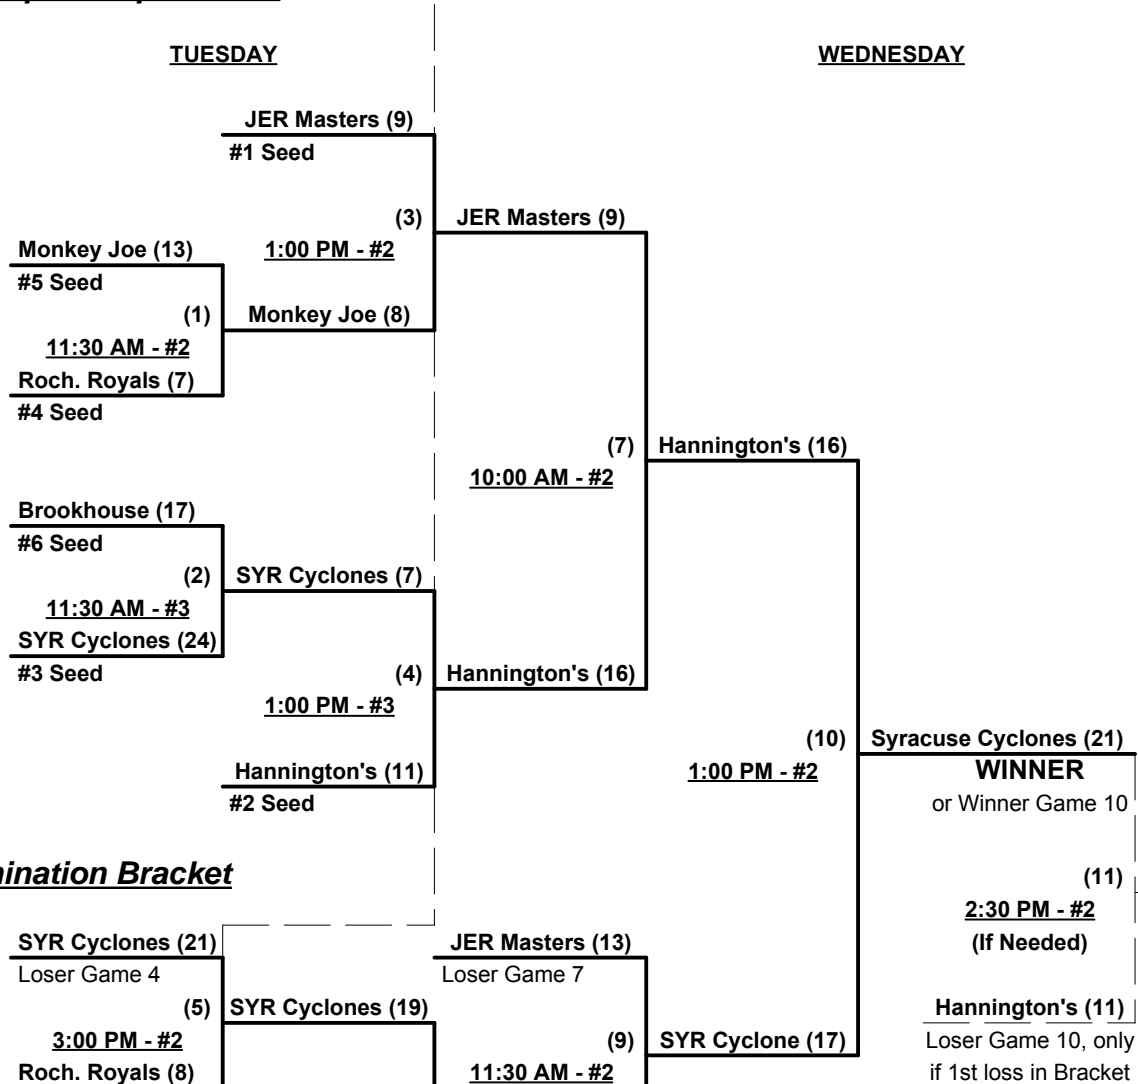 TUESDAY
WEDNESDAY
JER Masters (9)
#1 Seed
(3)
JER Masters (9)
Monkey Joe (13)
1:00 PM - #2
#5 Seed
(1)
Monkey Joe (8)
11:30 AM - #2
Roch. Royals (7)
#4 Seed
(7)
Hannington's (16)
10:00 AM - #2
Brookhouse (17)
#6 Seed
(2)
SYR Cyclones (7)
11:30 AM - #3
SYR Cyclones (24)
#3 Seed
(4)
Hannington's (16)
1:00 PM - #3
(10)
Syracuse Cyclones (21)
Hannington's (11)
1:00 PM - #2
WINNER
#2 Seed
or Winner Game 10
mination Bracket
(11)
2:30 PM - #2
SYR Cyclones (21)
JER Masters (13)
(If Needed)
Loser Game 4
Loser Game 7
(5)
SYR Cyclones (19)
Hannington's (11)
3:00 PM - #2
(9)
SYR Cyclone (17)
Loser Game 10, only
Roch. Royals (8)
11:30 AM - #2
if 1st loss in Bracket